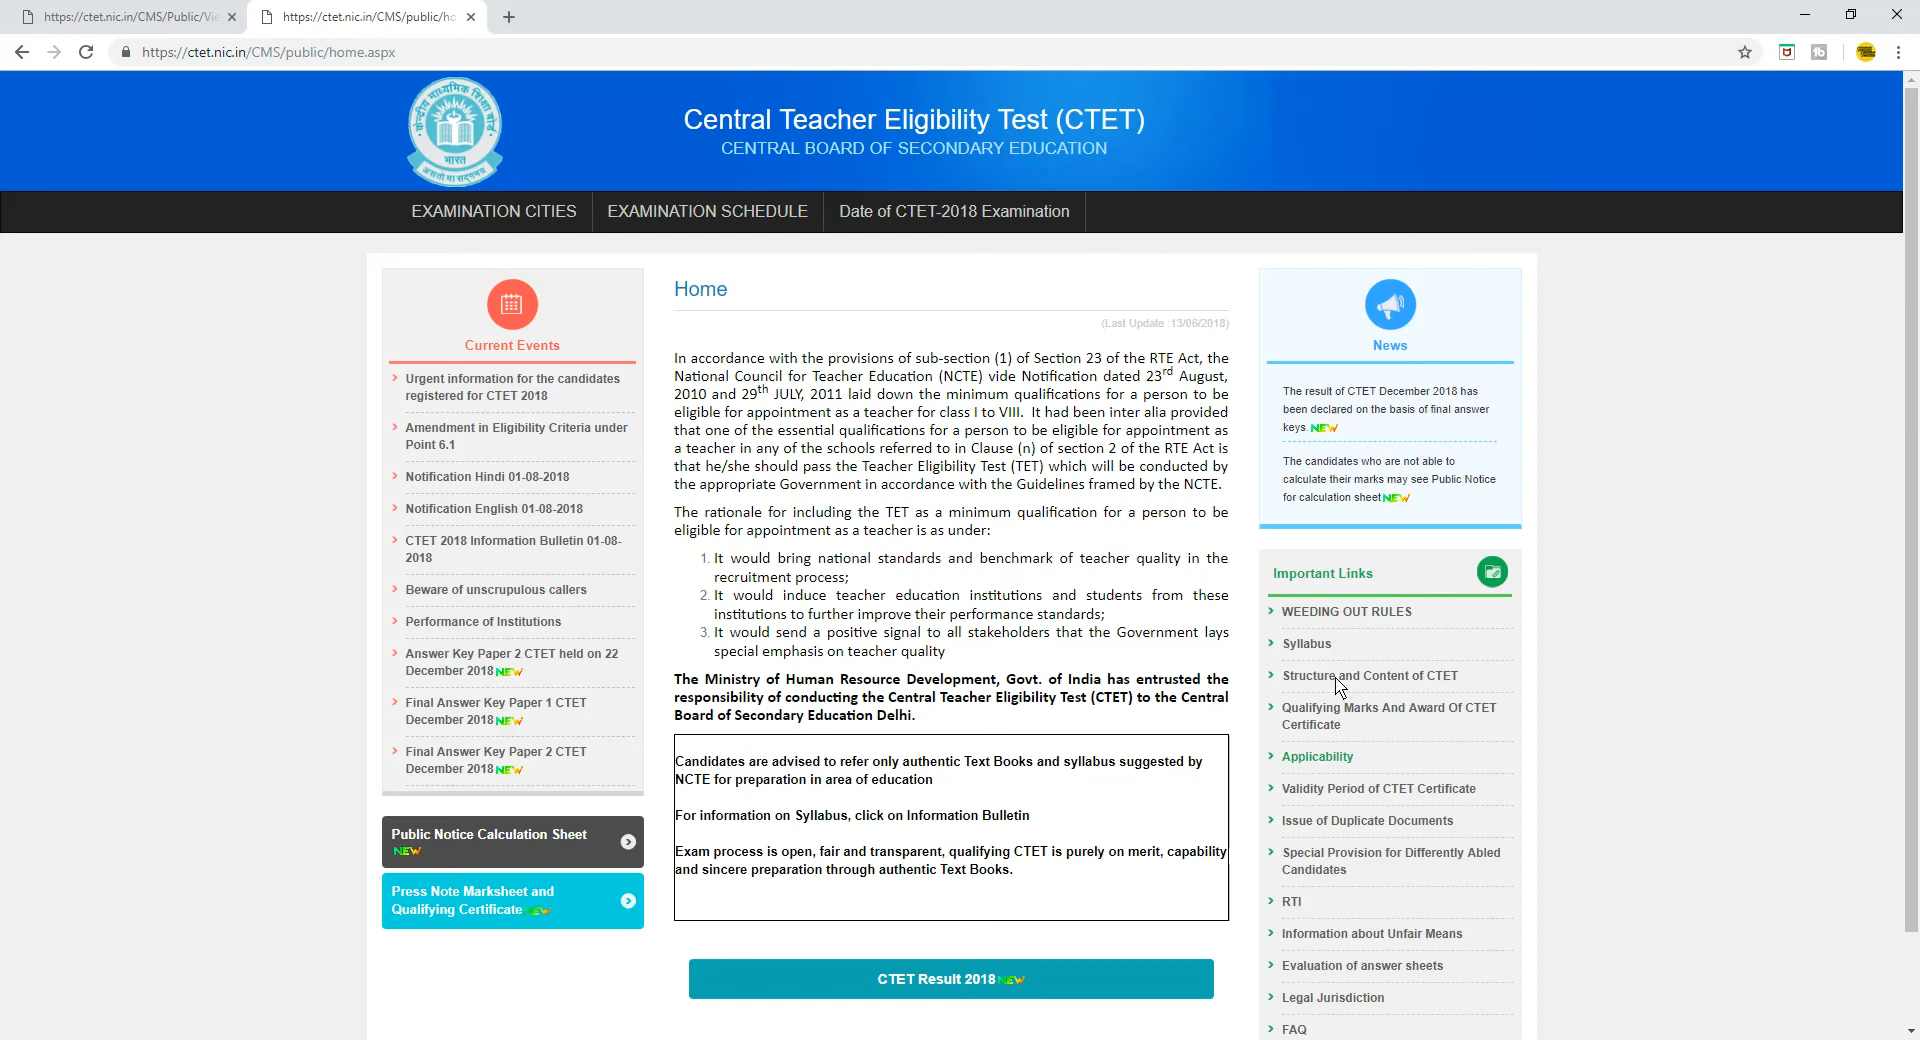 https://ctet.nic.in/CMS/Public/Vie
https://ctet.nic.in/CMS/public/ho
https://ctet.nic.in/CMS/public/home.aspx
केन्द्रीय माध्यमिक शिक्षा बोर्ड
भारत
असतो मा सद्गमय
Central Teacher Eligibility Test (CTET)
CENTRAL BOARD OF SECONDARY EDUCATION
EXAMINATION CITIES
EXAMINATION SCHEDULE
Date of CTET-2018 Examination
Current Events
Urgent information for the candidates
registered for CTET 2018
Amendment in Eligibility Criteria under
Point 6.1
Notification Hindi 01-08-2018
Notification English 01-08-2018
CTET 2018 Information Bulletin 01-08-
2018
Beware of unscrupulous callers
Performance of Institutions
Answer Key Paper 2 CTET held on 22
December 2018 NEW
Final Answer Key Paper 1 CTET
December 2018 NEW
Final Answer Key Paper 2 CTET
December 2018 NEW
Public Notice Calculation Sheet
NEW
Press Note Marksheet and
Qualifying Certificate NEW
Home
(Last Update :13/06/2018)
In accordance with the provisions of sub-section (1) of Section 23 of the RTE Act, the
National Council for Teacher Education (NCTE) vide Notification dated 23rd August,
2010 and 29th JULY, 2011 laid down the minimum qualifications for a person to be
eligible for appointment as a teacher for class I to VIII. It had been inter alia provided
that one of the essential qualifications for a person to be eligible for appointment as
a teacher in any of the schools referred to in Clause (n) of section 2 of the RTE Act is
that he/she should pass the Teacher Eligibility Test (TET) which will be conducted by
the appropriate Government in accordance with the Guidelines framed by the NCTE.
The rationale for including the TET as a minimum qualification for a person to be
eligible for appointment as a teacher is as under:
1. It would bring national standards and benchmark of teacher quality in the
recruitment process;
2. It would induce teacher education institutions and students from these
institutions to further improve their performance standards;
3. It would send a positive signal to all stakeholders that the Government lays
special emphasis on teacher quality
The Ministry of Human Resource Development, Govt. of India has entrusted the
responsibility of conducting the Central Teacher Eligibility Test (CTET) to the Central
Board of Secondary Education Delhi.
Candidates are advised to refer only authentic Text Books and syllabus suggested by
NCTE for preparation in area of education
For information on Syllabus, click on Information Bulletin
Exam process is open, fair and transparent, qualifying CTET is purely on merit, capability
and sincere preparation through authentic Text Books.
CTET Result 2018 NEW
News
The result of CTET December 2018 has
been declared on the basis of final answer
keys. NEW
The candidates who are not able to
calculate their marks may see Public Notice
for calculation sheet NEW
Important Links
WEEDING OUT RULES
Syllabus
Structure and Content of CTET
Qualifying Marks And Award Of CTET
Certificate
Applicability
Validity Period of CTET Certificate
Issue of Duplicate Documents
Special Provision for Differently Abled
Candidates
RTI
Information about Unfair Means
Evaluation of answer sheets
Legal Jurisdiction
FAQ